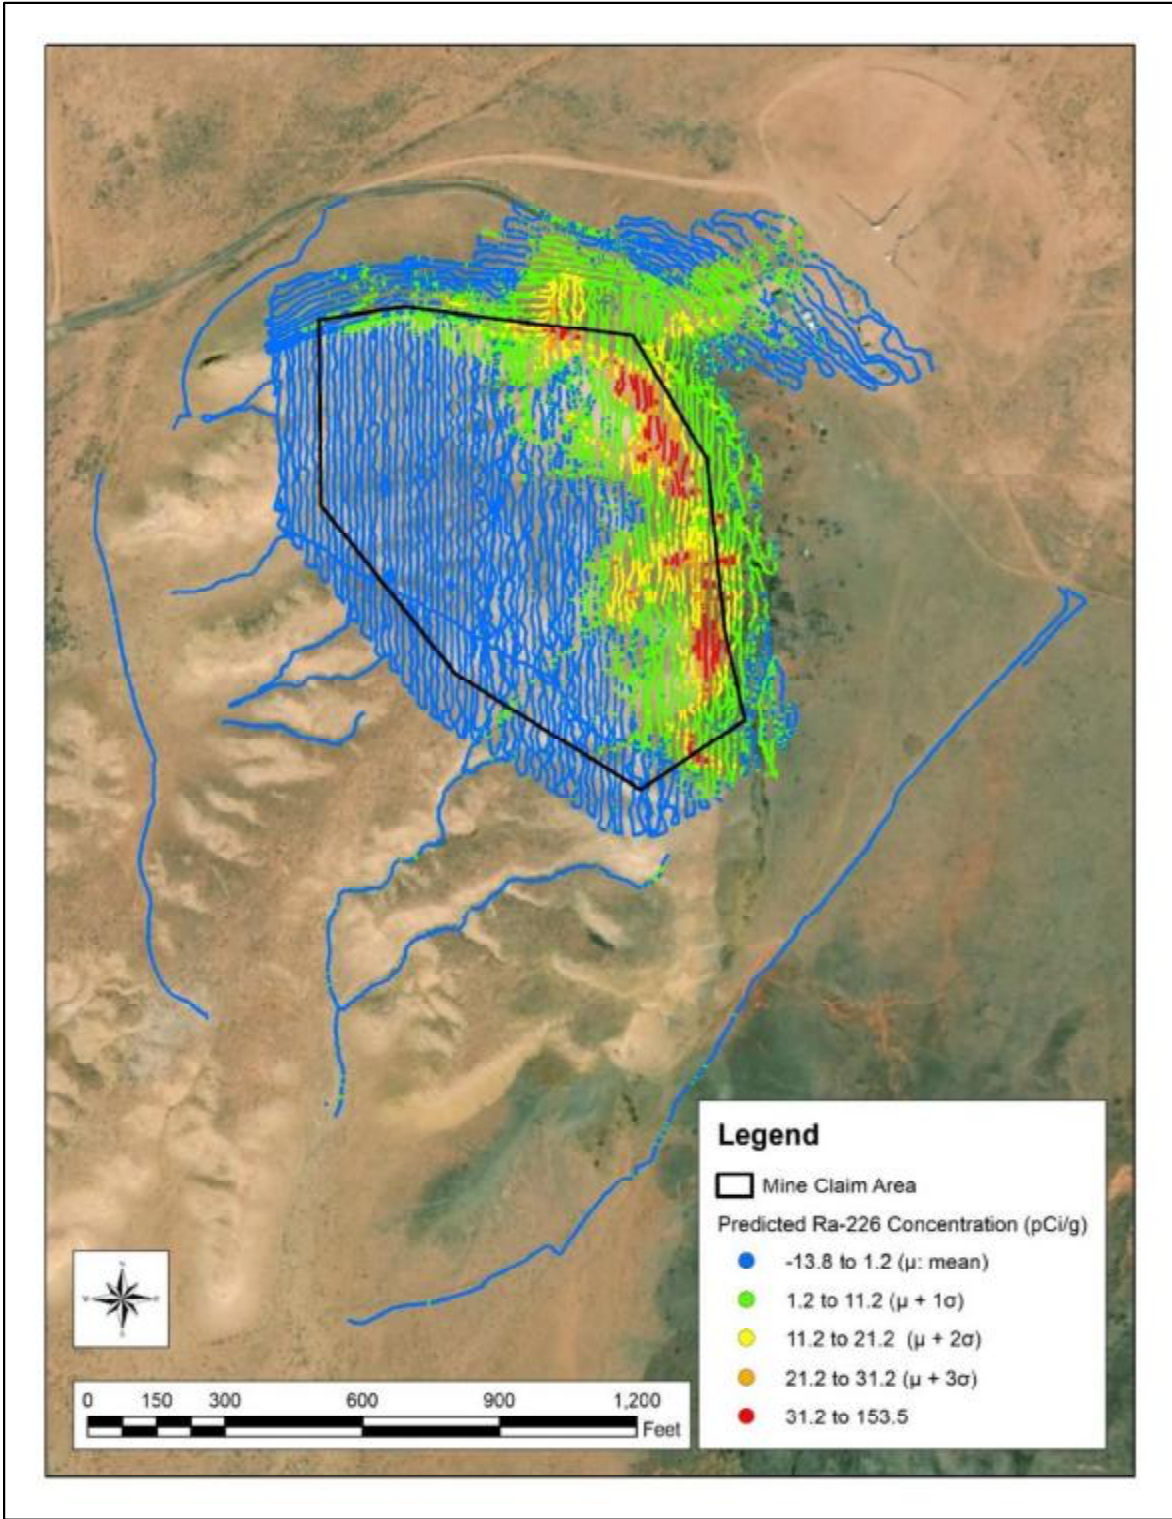 Legend
Mine Claim Area
Predicted Ra-226 Concentration (pCi/g)
-13.8 to 1.2 (μ: mean)
1.2 to 11.2 (μ + 1σ)
11.2 to 21.2 (μ + 2σ)
21.2 to 31.2 (μ + 3σ)
31.2 to 153.5
0 150 300 600 900 1,200
Feet